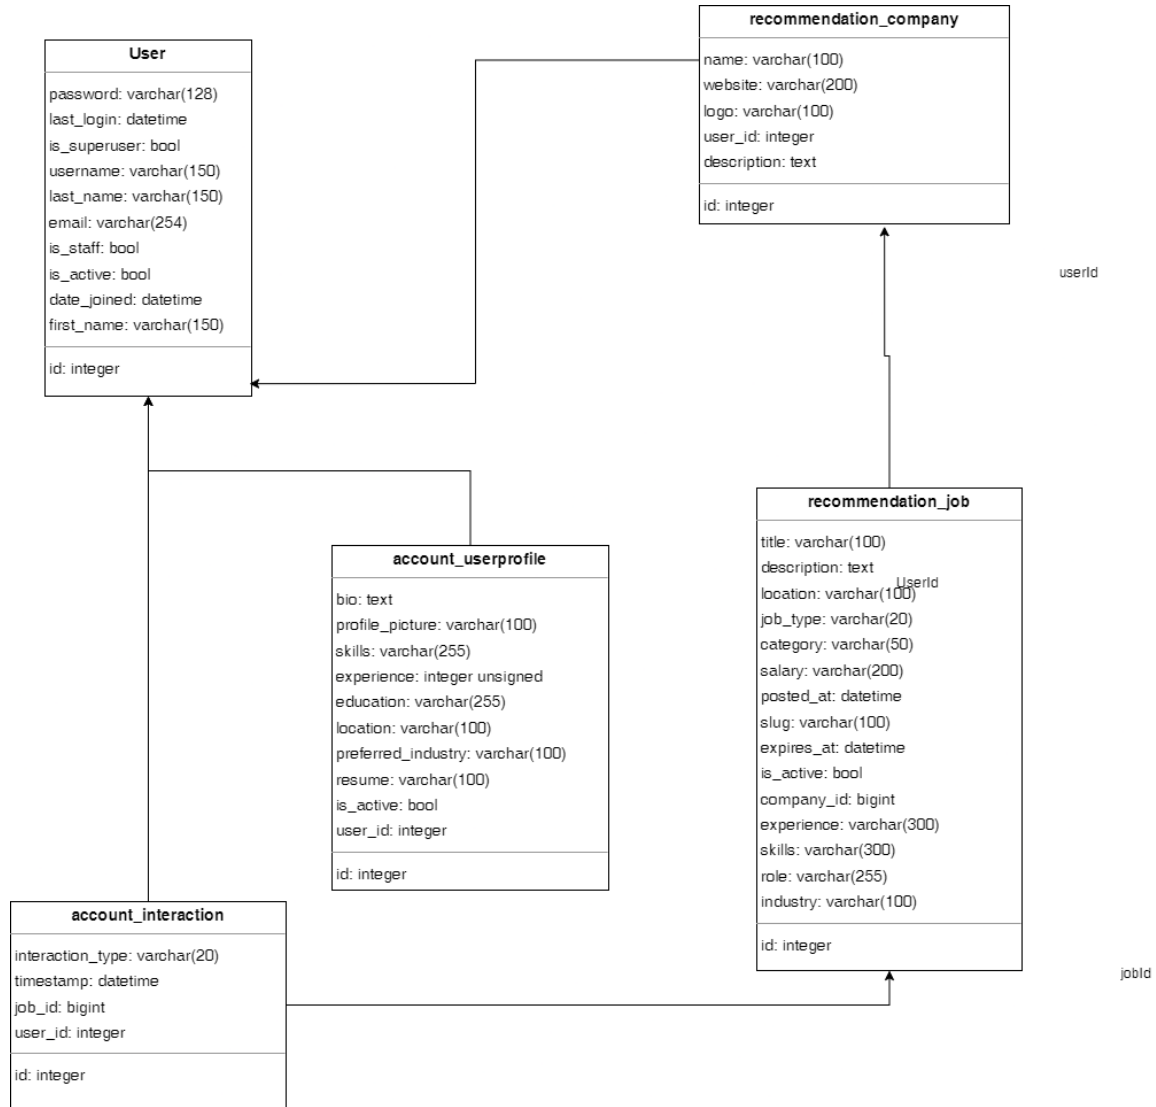 User
password: varchar(128)
last_login: datetime
is_superuser: bool
username: varchar(150)
last_name: varchar(150)
email: varchar(254)
is_staff: bool
is_active: bool
date_joined: datetime
first_name: varchar(150)
id: integer
recommendation_company
name: varchar(100)
website: varchar(200)
logo: varchar(100)
user_id: integer
description: text
id: integer
userId
account_userprofile
bio: text
profile_picture: varchar(100)
skills: varchar(255)
experience: integer unsigned
education: varchar(255)
location: varchar(100)
preferred_industry: varchar(100)
resume: varchar(100)
is_active: bool
user_id: integer
id: integer
recommendation_job
title: varchar(100)
description: text
UserId
location: varchar(100)
job_type: varchar(20)
category: varchar(50)
salary: varchar(200)
posted_at: datetime
slug: varchar(100)
expires_at: datetime
is_active: bool
company_id: bigint
experience: varchar(300)
skills: varchar(300)
role: varchar(255)
industry: varchar(100)
id: integer
account_interaction
interaction_type: varchar(20)
timestamp: datetime
job_id: bigint
user_id: integer
id: integer
jobId